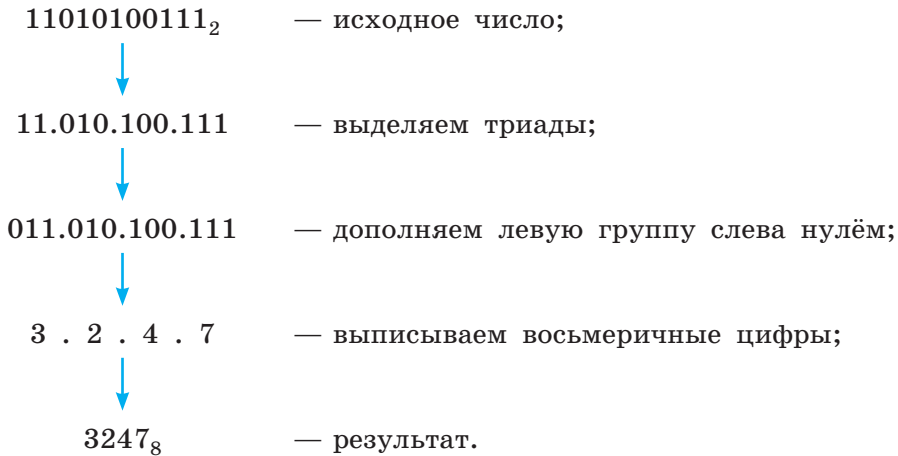 11010100111₂ — исходное число;
11.010.100.111 — выделяем триады;
011.010.100.111 — дополняем левую группу слева нулём;
3 . 2 . 4 . 7 — выписываем восьмеричные цифры;
3247₈ — результат.